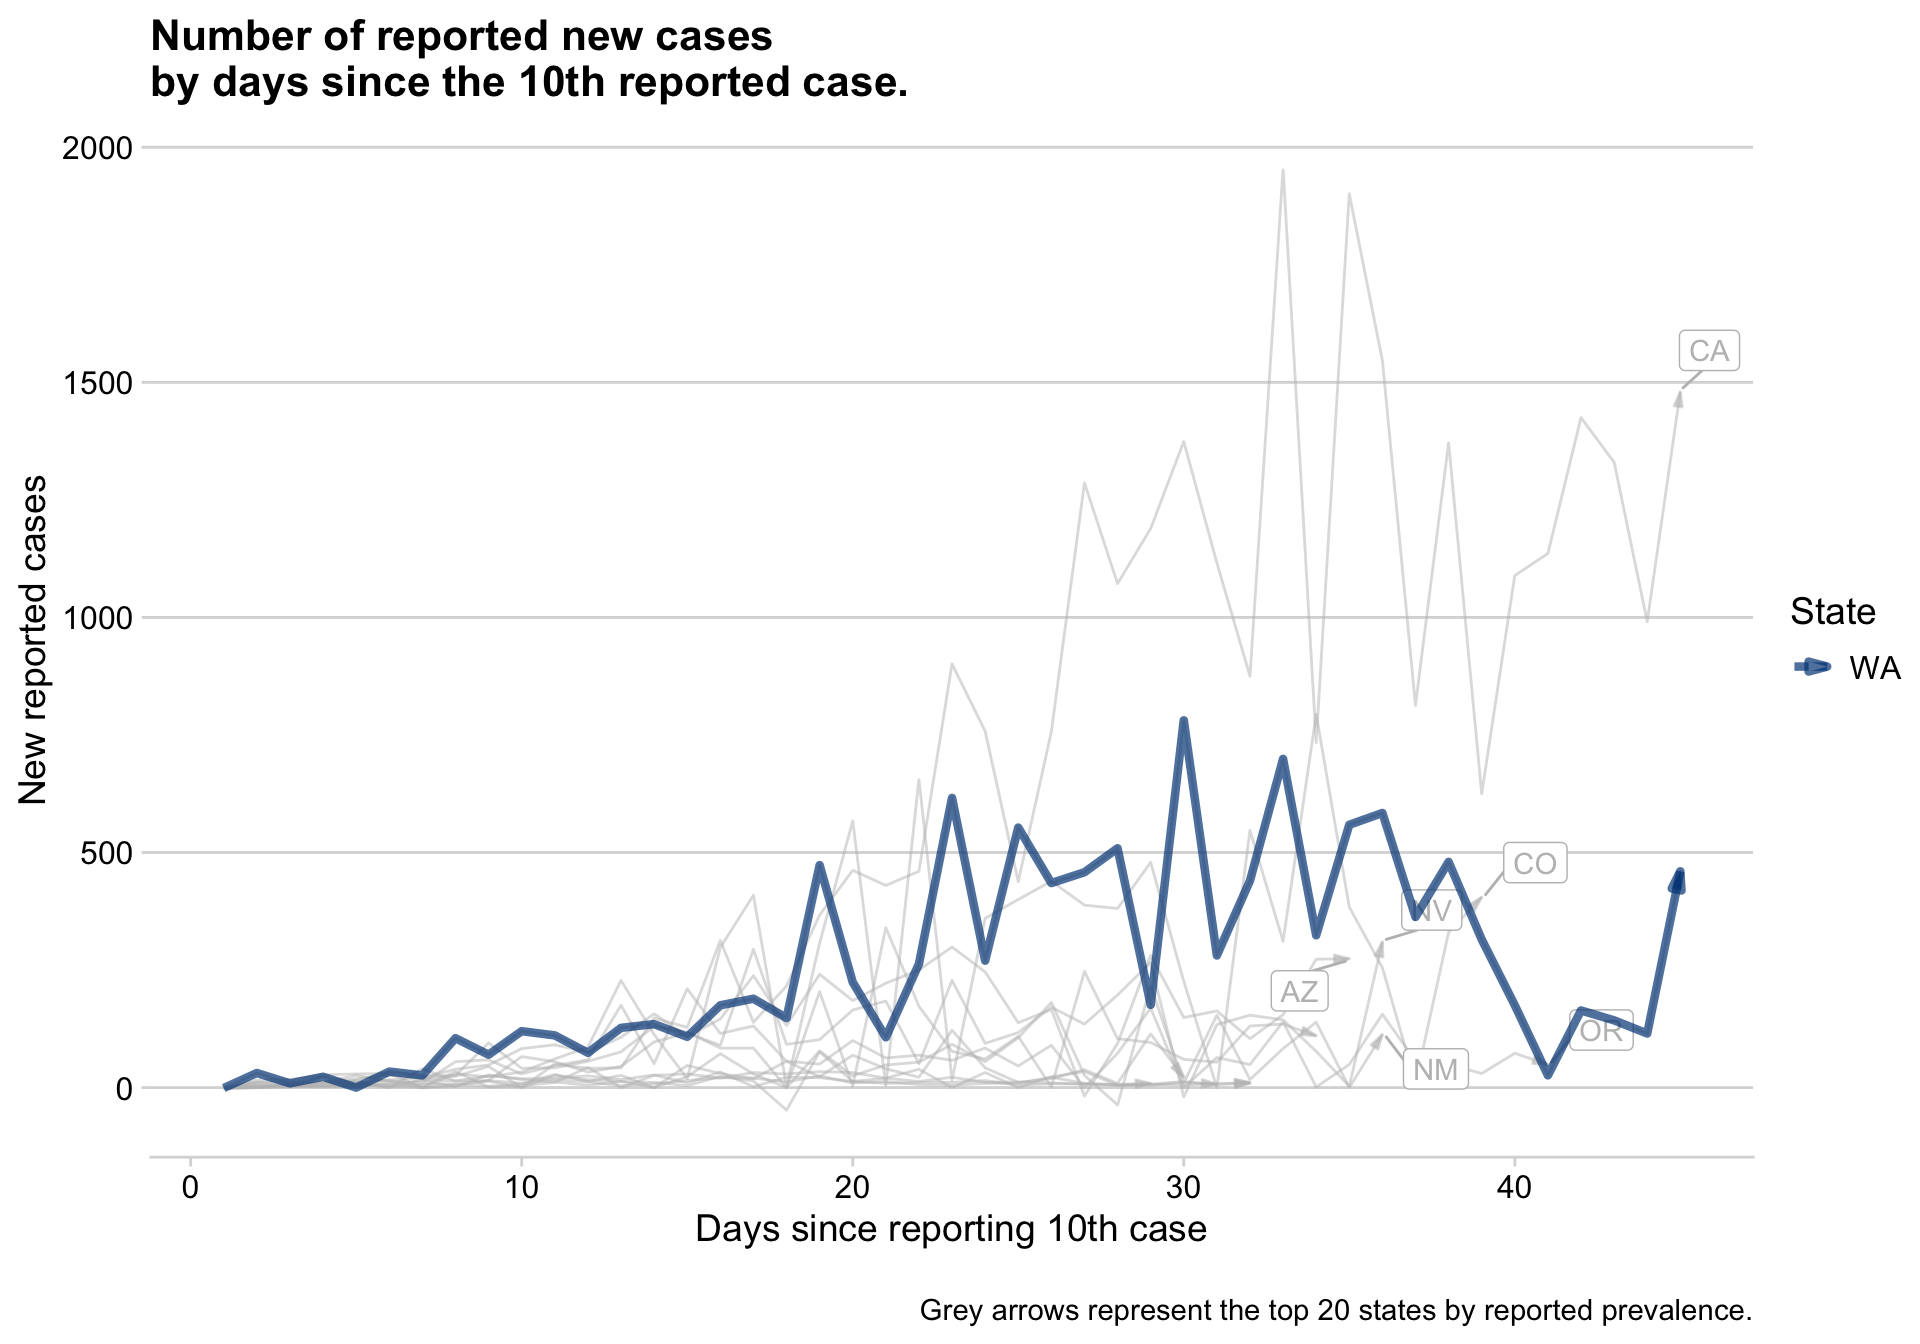 Number of reported new cases
by days since the 10th reported case.
2000
1500
1000
500
0
New reported cases
CA
CO
NV
AZ
OR
NM
State
WA
0
10
20
30
40
Days since reporting 10th case
Grey arrows represent the top 20 states by reported prevalence.